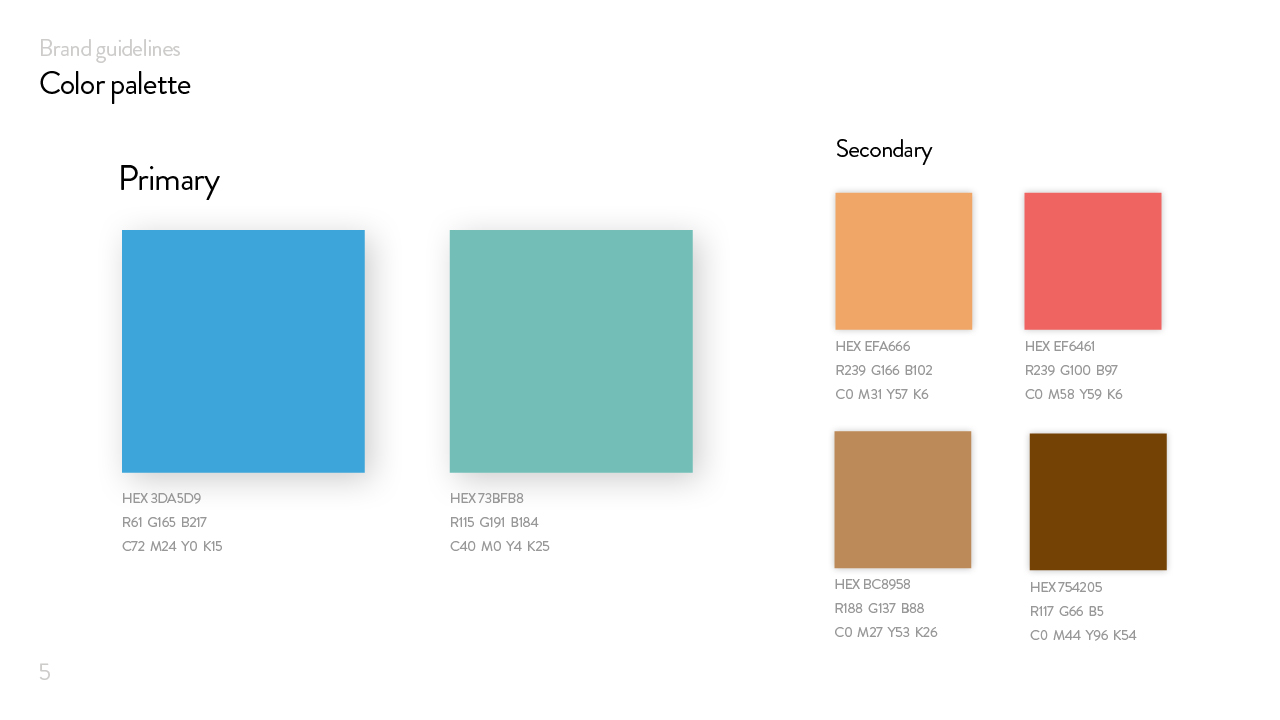 Brand guidelines
Color palette
Primary
HEX 3DA5D9
R61 G165 B217
C72 M24 Y0 K15
HEX 73BFB8
R115 G191 B184
C40 M0 Y4 K25
Secondary
HEX EFA666
R239 G166 B102
C0 M31 Y57 K6
HEX EF6461
R239 G100 B97
C0 M58 Y59 K6
HEX BC8958
R188 G137 B88
C0 M27 Y53 K26
HEX 754205
R117 G66 B5
C0 M44 Y96 K54
5